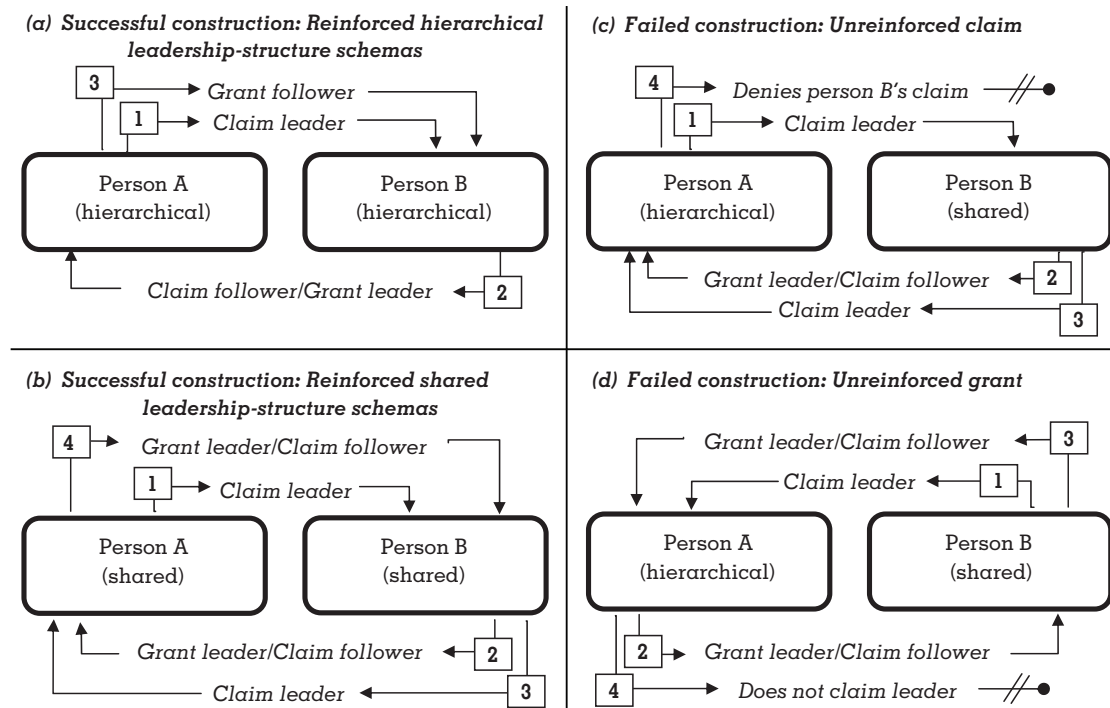 (a) Successful construction: Reinforced hierarchical
leadership-structure schemas
3
Grant follower
1
Claim leader
Person A
(hierarchical)
Person B
(hierarchical)
Claim follower/Grant leader
2
(c) Failed construction: Unreinforced claim
4
Denies person B's claim
1
Claim leader
Person A
(hierarchical)
Person B
(shared)
Grant leader/Claim follower
2
Claim leader
3
(b) Successful construction: Reinforced shared
leadership-structure schemas
4
Grant leader/Claim follower
1
Claim leader
Person A
(shared)
Person B
(shared)
Grant leader/Claim follower
2
Claim leader
3
(d) Failed construction: Unreinforced grant
Grant leader/Claim follower
3
Claim leader
1
Person A
(hierarchical)
Person B
(shared)
2
Grant leader/Claim follower
4
Does not claim leader